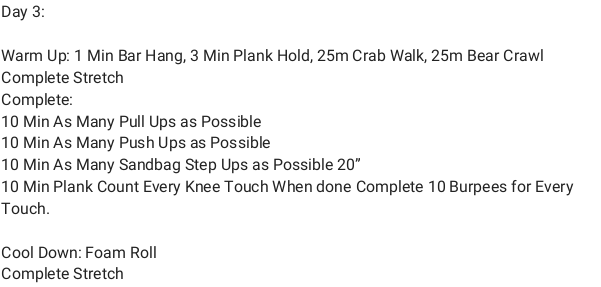 Day 3:
Warm Up: 1 Min Bar Hang, 3 Min Plank Hold, 25m Crab Walk, 25m Bear Crawl
Complete Stretch
Complete:
10 Min As Many Pull Ups as Possible
10 Min As Many Push Ups as Possible
10 Min As Many Sandbag Step Ups as Possible 20”
10 Min Plank Count Every Knee Touch When done Complete 10 Burpees for Every
Touch.
Cool Down: Foam Roll
Complete Stretch